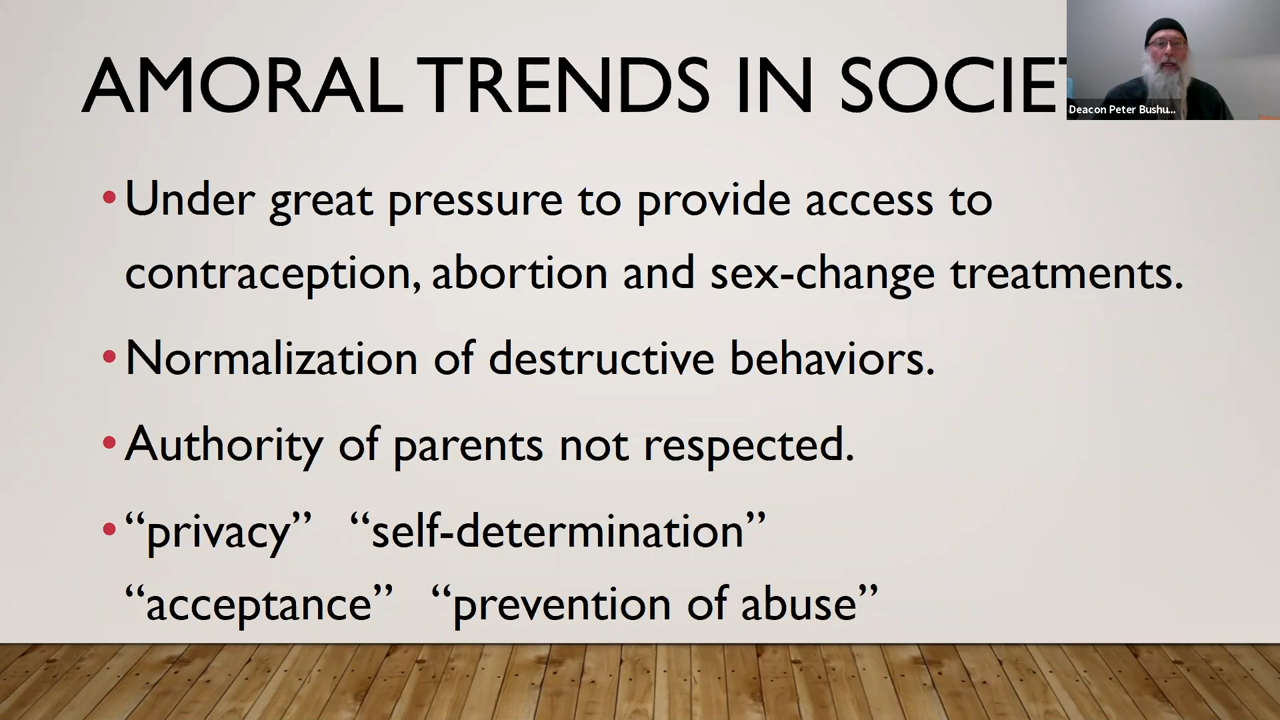 AMORAL TRENDS IN SOCIET
Deacon Peter Bushu...
• Under great pressure to provide access to
contraception, abortion and sex-change treatments.
• Normalization of destructive behaviors.
• Authority of parents not respected.
• “privacy” “self-determination”
“acceptance” “prevention of abuse”